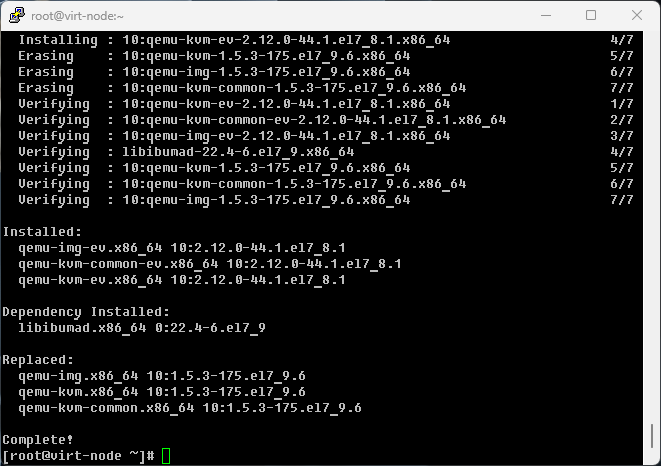 root@virt-node:~
Installing : 10:qemu-kvm-ev-2.12.0-44.1.el7_8.1.x86_64 4/7
Erasing : 10:qemu-kvm-1.5.3-175.el7_9.6.x86_64 5/7
Erasing : 10:qemu-img-1.5.3-175.el7_9.6.x86_64 6/7
Erasing : 10:qemu-kvm-common-1.5.3-175.el7_9.6.x86_64 7/7
Verifying : 10:qemu-kvm-ev-2.12.0-44.1.el7_8.1.x86_64 1/7
Verifying : 10:qemu-kvm-common-ev-2.12.0-44.1.el7_8.1.x86_64 2/7
Verifying : 10:qemu-img-ev-2.12.0-44.1.el7_8.1.x86_64 3/7
Verifying : libibumad-22.4-6.el7_9.x86_64 4/7
Verifying : 10:qemu-kvm-1.5.3-175.el7_9.6.x86_64 5/7
Verifying : 10:qemu-kvm-common-1.5.3-175.el7_9.6.x86_64 6/7
Verifying : 10:qemu-img-1.5.3-175.el7_9.6.x86_64 7/7
Installed:
qemu-img-ev.x86_64 10:2.12.0-44.1.el7_8.1
qemu-kvm-common-ev.x86_64 10:2.12.0-44.1.el7_8.1
qemu-kvm-ev.x86_64 10:2.12.0-44.1.el7_8.1
Dependency Installed:
libibumad.x86_64 0:22.4-6.el7_9
Replaced:
qemu-img.x86_64 10:1.5.3-175.el7_9.6
qemu-kvm.x86_64 10:1.5.3-175.el7_9.6
qemu-kvm-common.x86_64 10:1.5.3-175.el7_9.6
Complete!
[root@virt-node ~]#